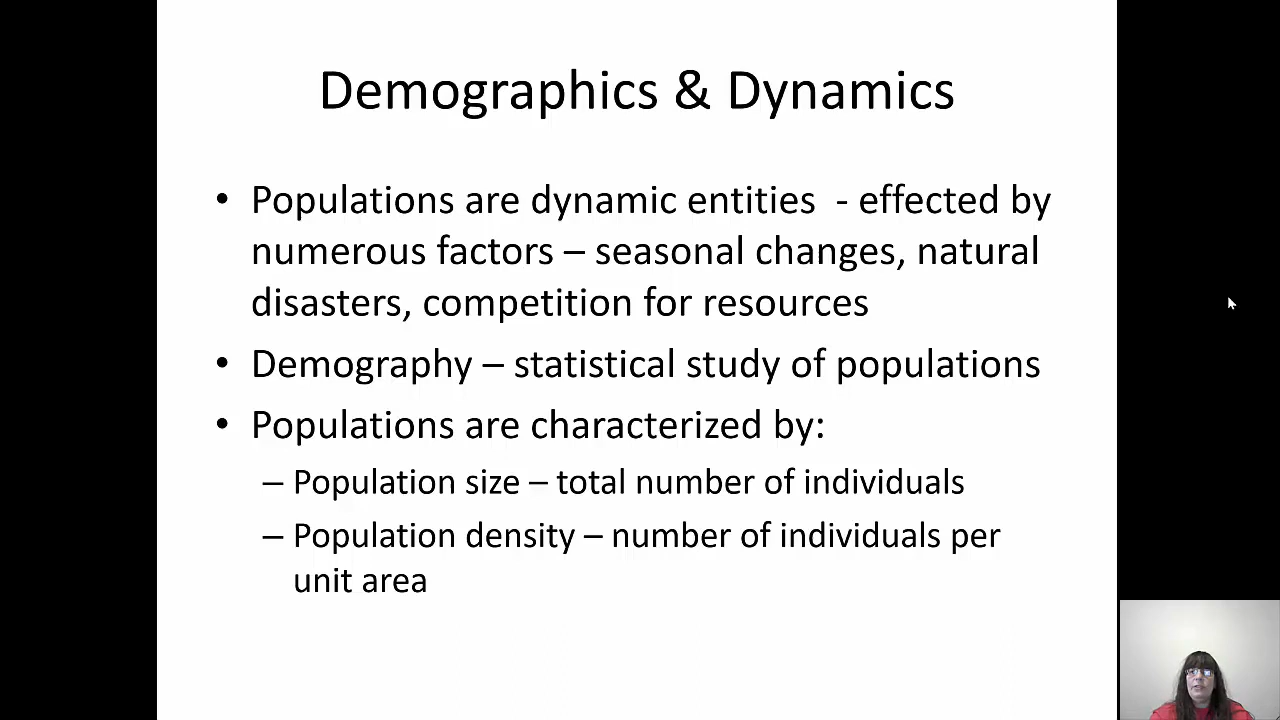 Demographics & Dynamics
• Populations are dynamic entities  - effected by
numerous factors – seasonal changes, natural
disasters, competition for resources
• Demography – statistical study of populations
• Populations are characterized by:
– Population size – total number of individuals
– Population density – number of individuals per
unit area